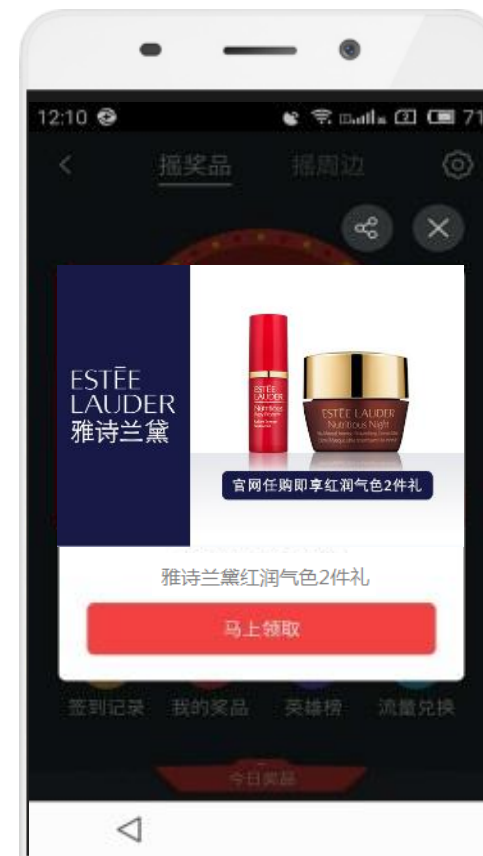 12:10
71
摇奖品
摇周边
ESTĒE
LAUDER
雅诗兰黛
ESTĒE
LAUDER
Nutritious
ESTĒE LAUDER
Nutritious Night
官网任购即享红润气色2件礼
雅诗兰黛红润气色2件礼
马上领取
签到记录
我的奖品
英雄榜
流量兑换
今日奖品